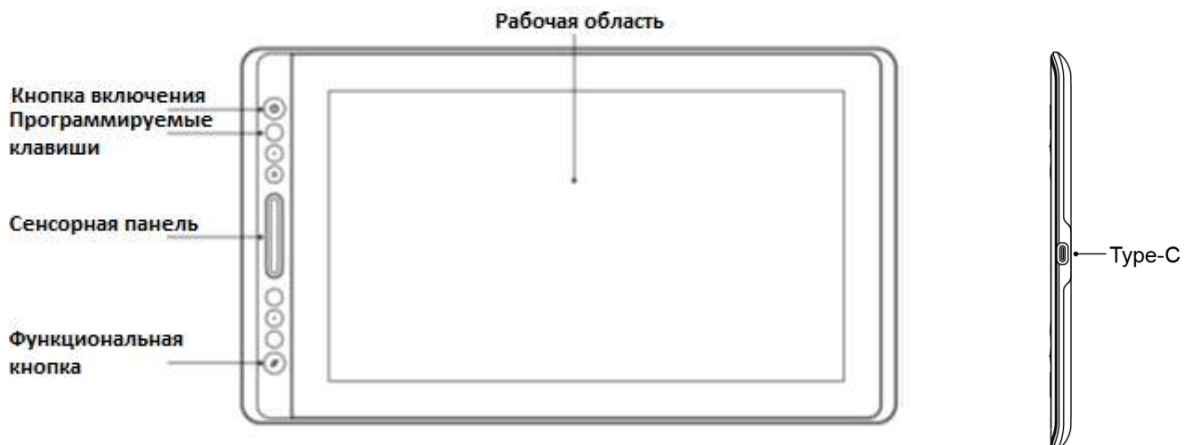 Рабочая область
Кнопка включения
Программируемые
клавиши
Сенсорная панель
Type-C
Функциональная
кнопка